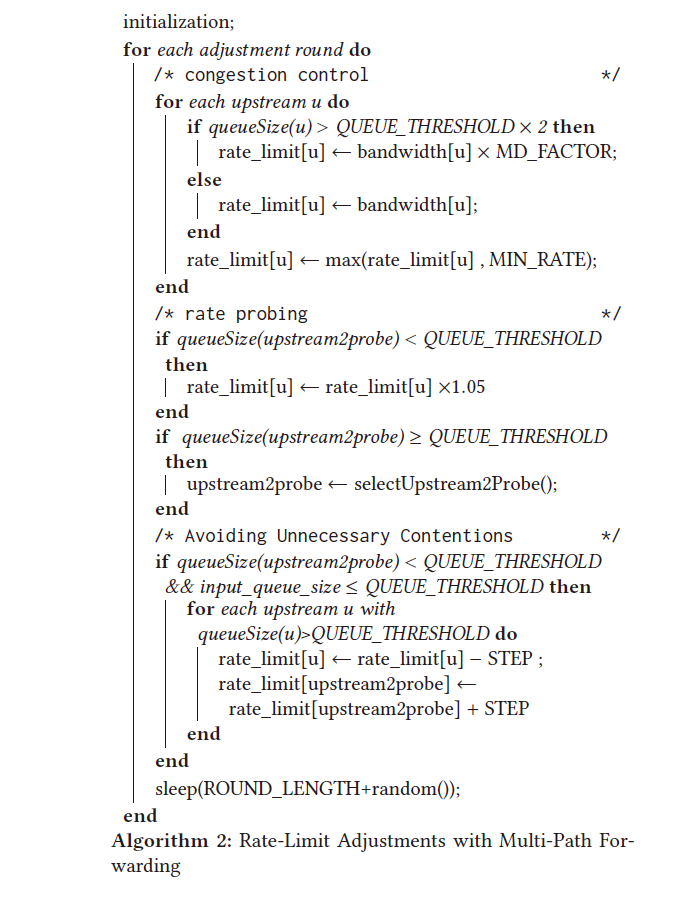 initialization;
for each adjustment round do
/* congestion control */
for each upstream u do
if queueSize(u) > QUEUE_THRESHOLD × 2 then
rate_limit[u] ← bandwidth[u] × MD_FACTOR;
else
rate_limit[u] ← bandwidth[u];
end
rate_limit[u] ← max(rate_limit[u] , MIN_RATE);
end
/* rate probing */
if queueSize(upstream2probe) < QUEUE_THRESHOLD
then
rate_limit[u] ← rate_limit[u] ×1.05
end
if queueSize(upstream2probe) ≥ QUEUE_THRESHOLD
then
upstream2probe ← selectUpstream2Probe();
end
/* Avoiding Unnecessary Contentions */
if queueSize(upstream2probe) < QUEUE_THRESHOLD
&& input_queue_size ≤ QUEUE_THRESHOLD then
for each upstream u with
queueSize(u)>QUEUE_THRESHOLD do
rate_limit[u] ← rate_limit[u] − STEP ;
rate_limit[upstream2probe] ←
rate_limit[upstream2probe] + STEP
end
end
sleep(ROUND_LENGTH+random());
end
Algorithm 2: Rate-Limit Adjustments with Multi-Path For-
warding